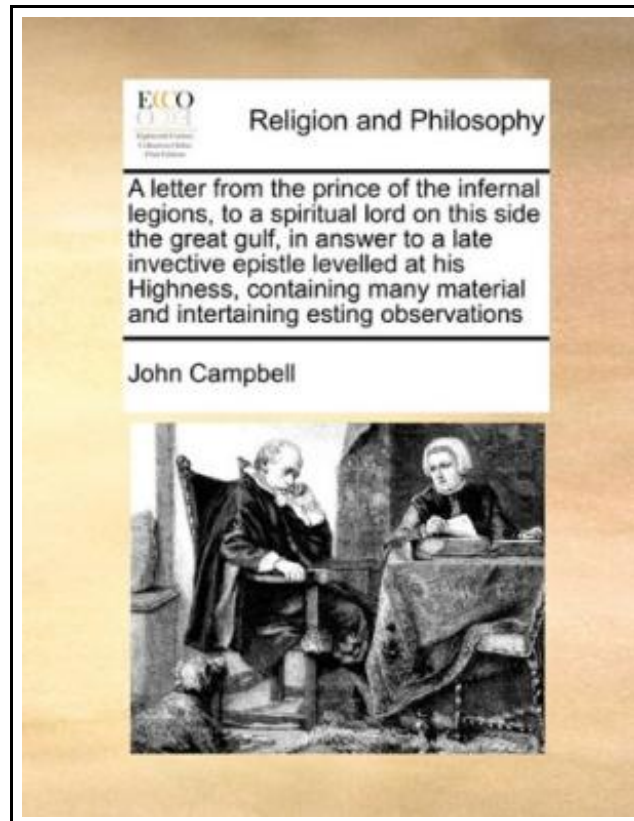 ECCO
Religion and Philosophy
A letter from the prince of the infernal
legions, to a spiritual lord on this side
the great gulf, in answer to a late
invective epistle levelled at his
Highness, containing many material
and intertaining esting observations
John Campbell